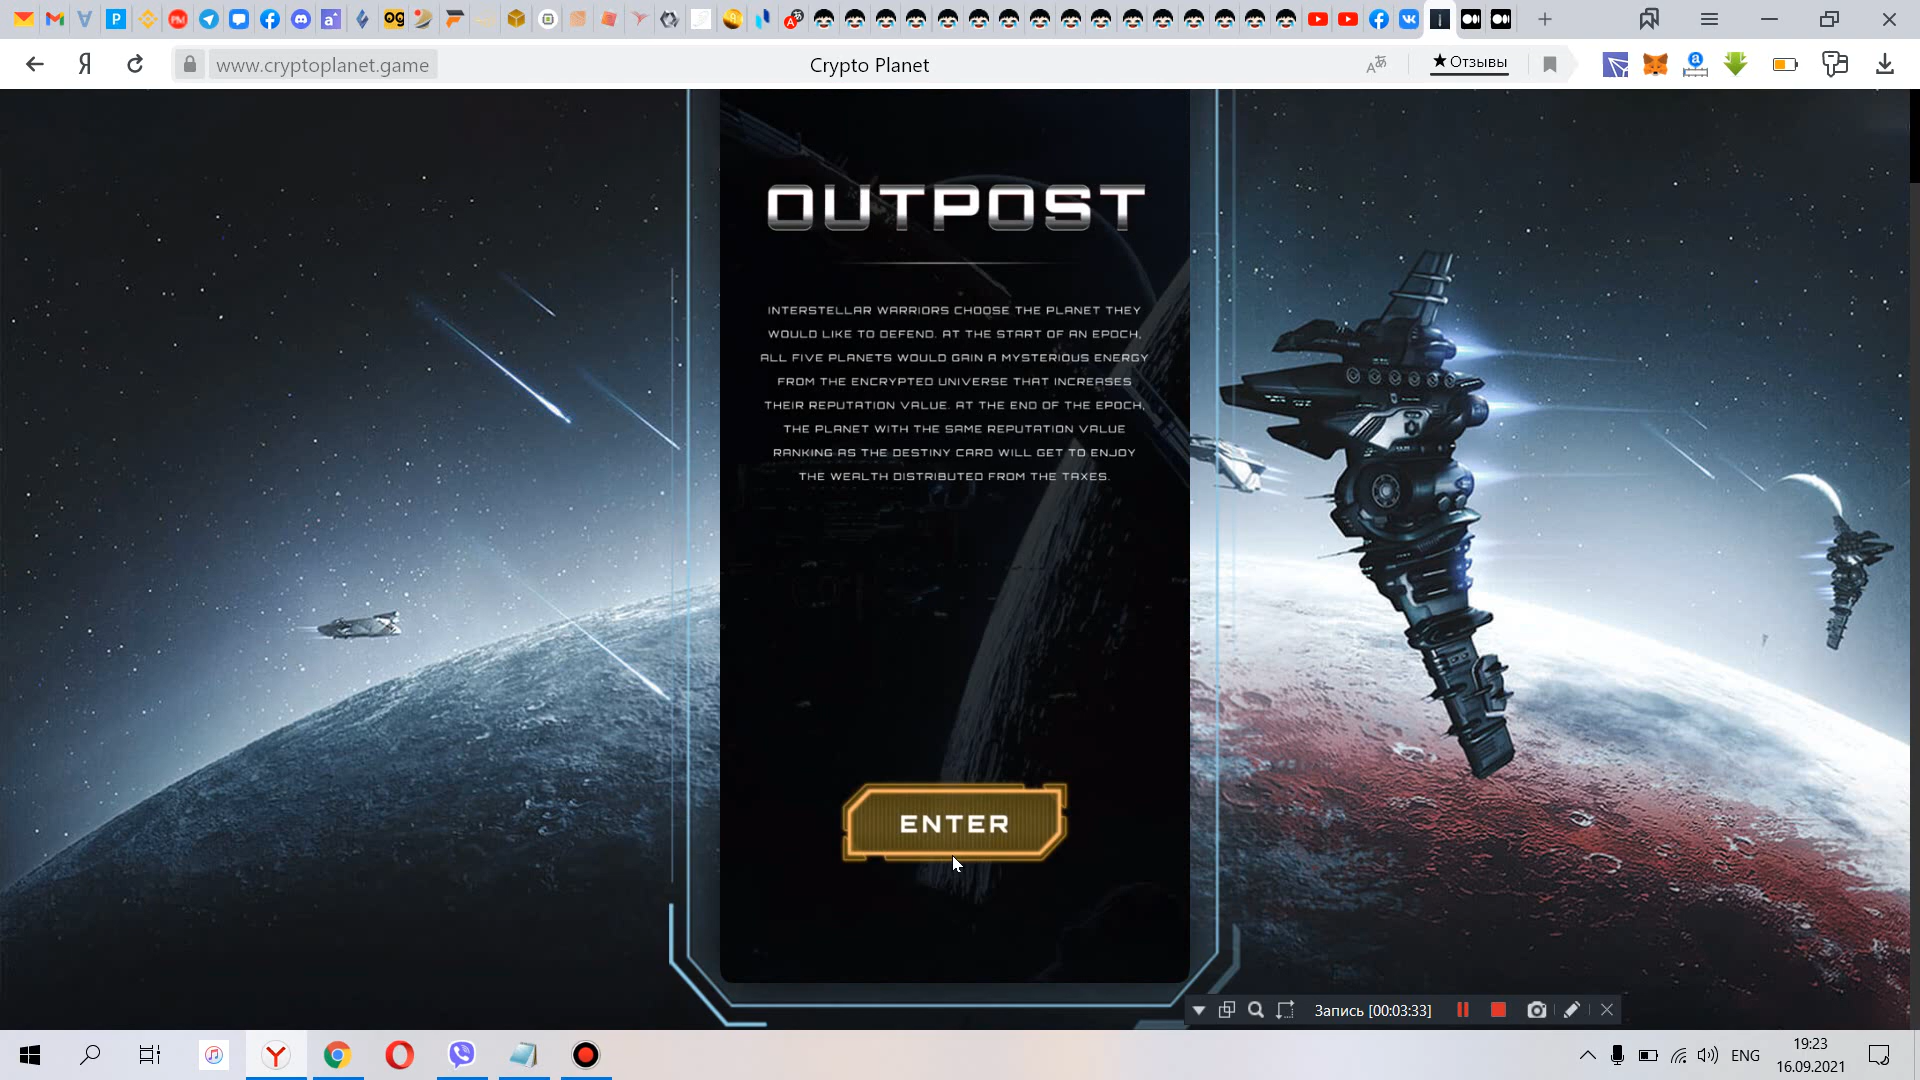 www.cryptoplanet.game
Crypto Planet
★Отзывы
OUTPOST
INTERSTELLAR WARRIORS CHOOSE THE PLANET THEY
WOULD LIKE TO DEFEND. AT THE START OF AN EPOCH,
ALL FIVE PLANETS WOULD GAIN A MYSTERIOUS ENERGY
FROM THE ENCRYPTED UNIVERSE THAT INCREASES
THEIR REPUTATION VALUE. AT THE END OF THE EPOCH,
THE PLANET WITH THE SAME REPUTATION VALUE
RANKING AS THE DESTINY CARD WILL GET TO ENJOY
THE WEALTH DISTRIBUTED FROM THE TAXES.
ENTER
Запись [00:03:33]
ENG
19:23
16.09.2021